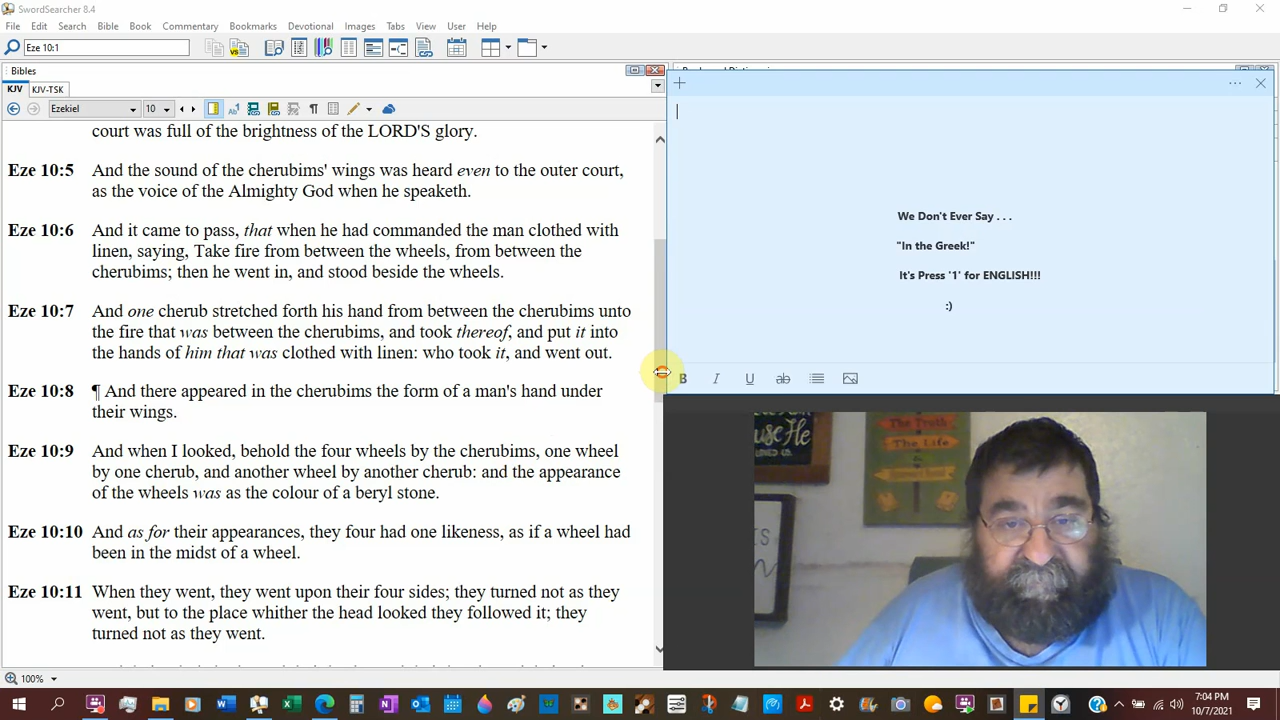 SwordSearcher 8.4
File Edit Search Bible Book Commentary Bookmarks Devotional Images Tabs View User Help
Eze 10:1
Bibles
KJV KJV-TSK
Ezekiel 10
court was full of the brightness of the LORD'S glory.
Eze 10:5 And the sound of the cherubims' wings was heard even to the outer court,
as the voice of the Almighty God when he speaketh.
Eze 10:6 And it came to pass, that when he had commanded the man clothed with
linen, saying, Take fire from between the wheels, from between the
cherubims; then he went in, and stood beside the wheels.
Eze 10:7 And one cherub stretched forth his hand from between the cherubims unto
the fire that was between the cherubims, and took thereof, and put it into
the hands of him that was clothed with linen: who took it, and went out.
Eze 10:8 ¶ And there appeared in the cherubims the form of a man's hand under
their wings.
Eze 10:9 And when I looked, behold the four wheels by the cherubims, one wheel
by one cherub, and another wheel by another cherub: and the appearance
of the wheels was as the colour of a beryl stone.
Eze 10:10 And as for their appearances, they four had one likeness, as if a wheel had
been in the midst of a wheel.
Eze 10:11 When they went, they went upon their four sides; they turned not as they
went, but to the place whither the head looked they followed it; they
turned not as they went.
100%
We Don't Ever Say . . .
"In the Greek!"
It's Press '1' for ENGLISH!!!
:)
B I U ab
use He
LOVED US.
The Truth
The Life
IS
7:04 PM
10/7/2021